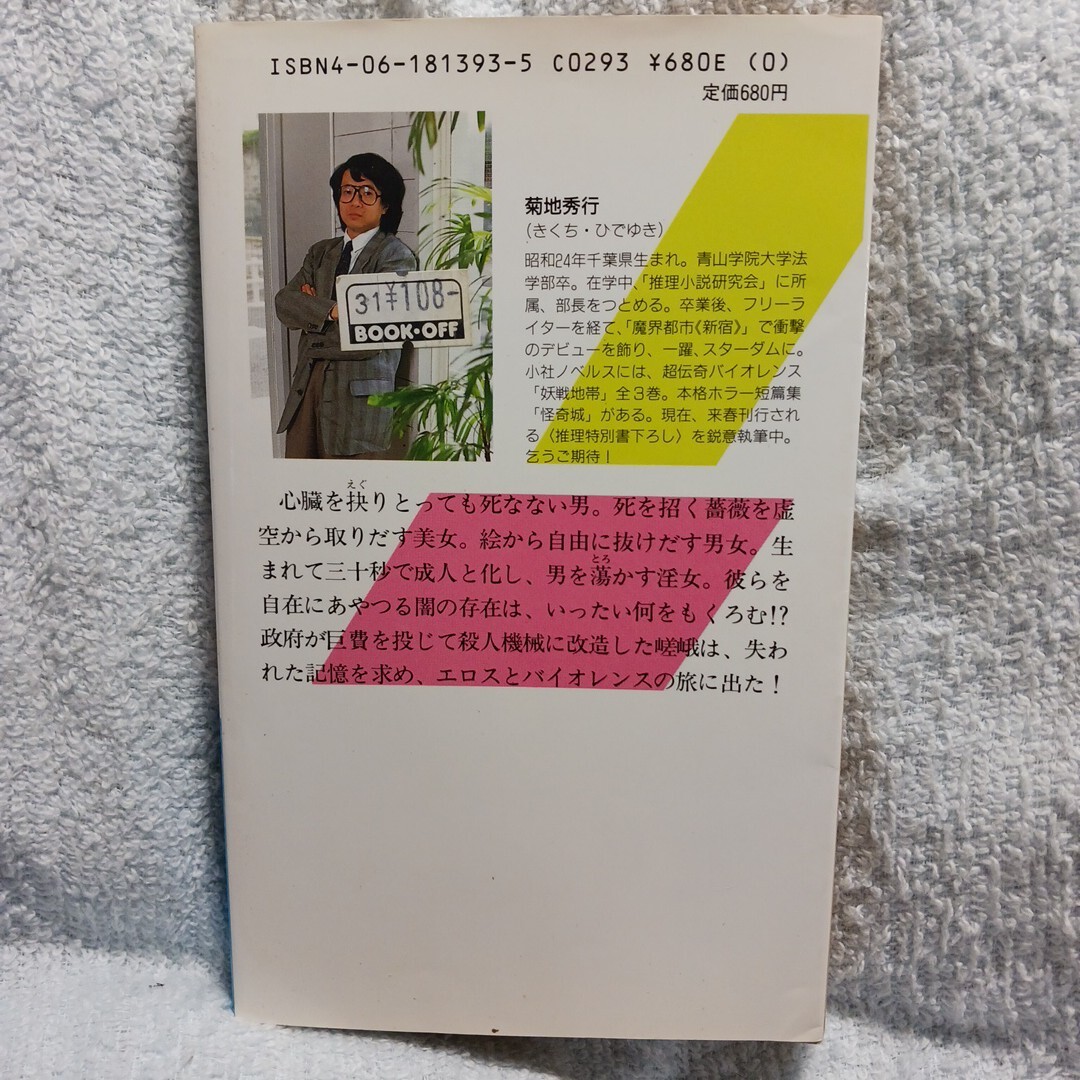 ISBN4-06-181393-5 C0293 ¥680E (0)
定価680円
菊地秀行
(きくち・ひでゆき)
昭和24年千葉県生まれ。青山学院大学法
学部卒。在学中、「推理小説研究会」に所
属、部長をつとめる。卒業後、フリーラ
イターを経て、「魔界都市《新宿》」で衝撃
のデビューを飾り、一躍、スターダムに。
小社ノベルスには、超伝奇バイオレンス
「妖戦地帯」全3巻。本格ホラー短篇集
「怪奇城」がある。現在、来春刊行され
る〈推理特別書下ろし〉を鋭意執筆中。
乞うご期待!
31¥108-
BOOK・OFF
えぐ
心臓を抉りとっても死なない男。死を招く薔薇を虚
空から取りだす美女。絵から自由に抜けだす男女。生
とろ
まれて三十秒で成人と化し、男を蕩かす淫女。彼らを
自在にあやつる闇の存在は、いったい何をもくろむ!?
政府が巨費を投じて殺人機械に改造した嵯峨は、失わ
れた記憶を求め、エロスとバイオレンスの旅に出た!